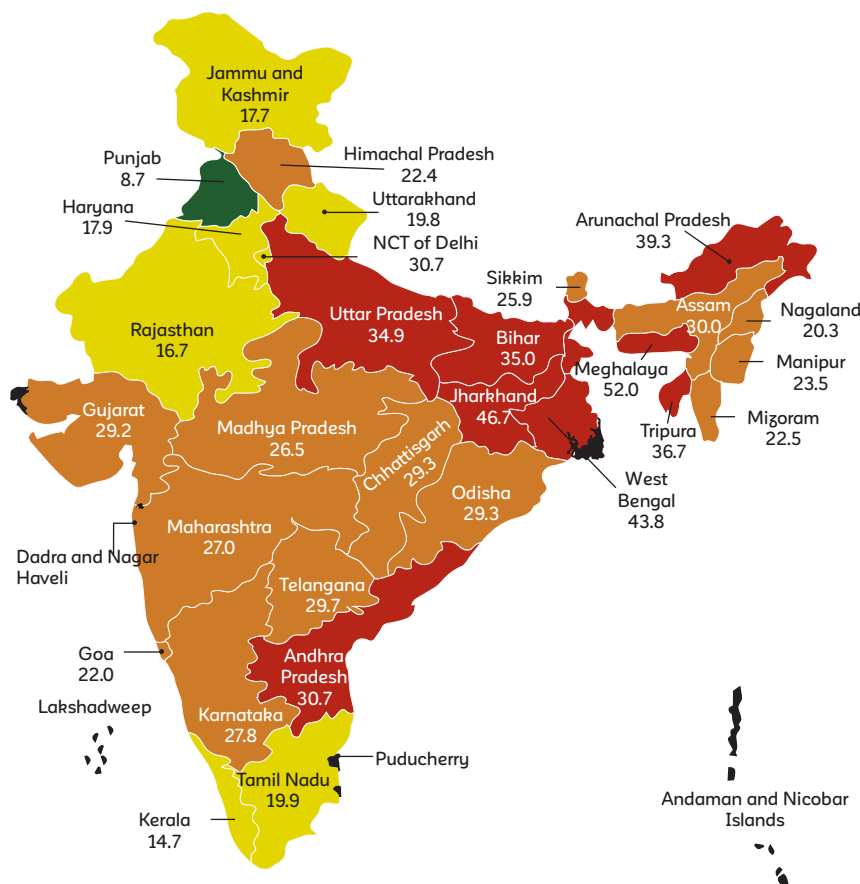 Jammu and
Kashmir
17.7
Punjab
8.7
Himachal Pradesh
22.4
Haryana
17.9
Uttarakhand
19.8
NCT of Delhi
30.7
Arunachal Pradesh
39.3
Sikkim
25.9
Rajasthan
16.7
Uttar Pradesh
34.9
Bihar
35.0
Assam
30.0
Nagaland
20.3
Meghalaya
52.0
Manipur
23.5
Gujarat
29.2
Madhya Pradesh
26.5
Chhattisgarh
29.3
Jharkhand
46.7
Tripura
36.7
Mizoram
22.5
West
Bengal
43.8
Odisha
29.3
Maharashtra
27.0
Dadra and Nagar
Haveli
Telangana
29.7
Goa
22.0
Andhra
Pradesh
30.7
Lakshadweep
Karnataka
27.8
Puducherry
Tamil Nadu
19.9
Kerala
14.7
Andaman and Nicobar
Islands